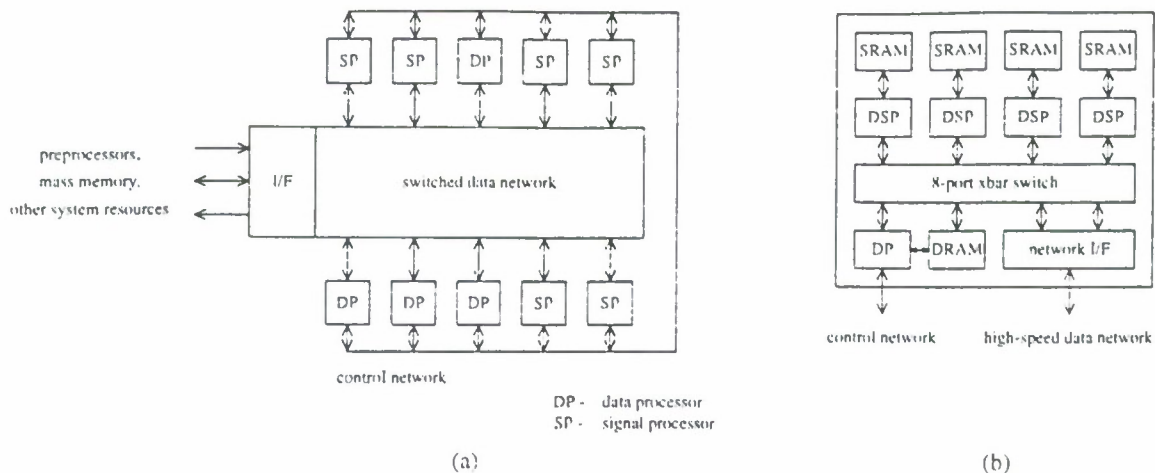 SP SP DP SP SP
preprocessors,
mass memory,
other system resources
I/F
switched data network
DP DP DP SP SP
control network
DP - data processor
SP - signal processor
(a)
SRAM SRAM SRAM SRAM
DSP DSP DSP DSP
8-port xbar switch
DP DRAM network I/F
control network high-speed data network
(b)